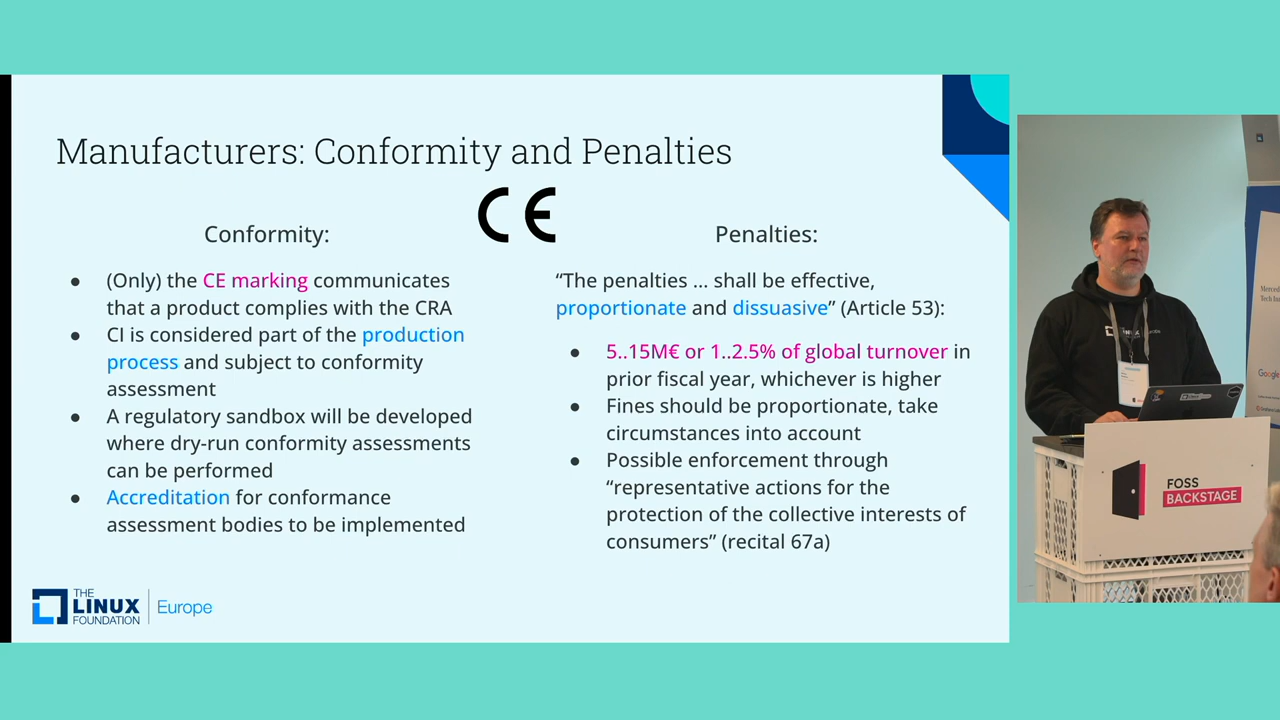 Manufacturers: Conformity and Penalties
CE
Conformity:
● (Only) the CE marking communicates
that a product complies with the CRA
● CI is considered part of the production
process and subject to conformity
assessment
● A regulatory sandbox will be developed
where dry-run conformity assessments
can be performed
● Accreditation for conformance
assessment bodies to be implemented
Penalties:
“The penalties ... shall be effective,
proportionate and dissuasive” (Article 53):
● 5..15M€ or 1..2.5% of global turnover in
prior fiscal year, whichever is higher
● Fines should be proportionate, take
circumstances into account
● Possible enforcement through
“representative actions for the
protection of the collective interests of
consumers” (recital 67a)
THE
LINUX
FOUNDATION
Europe
LINUX
FOSS
BACKSTAGE
Google